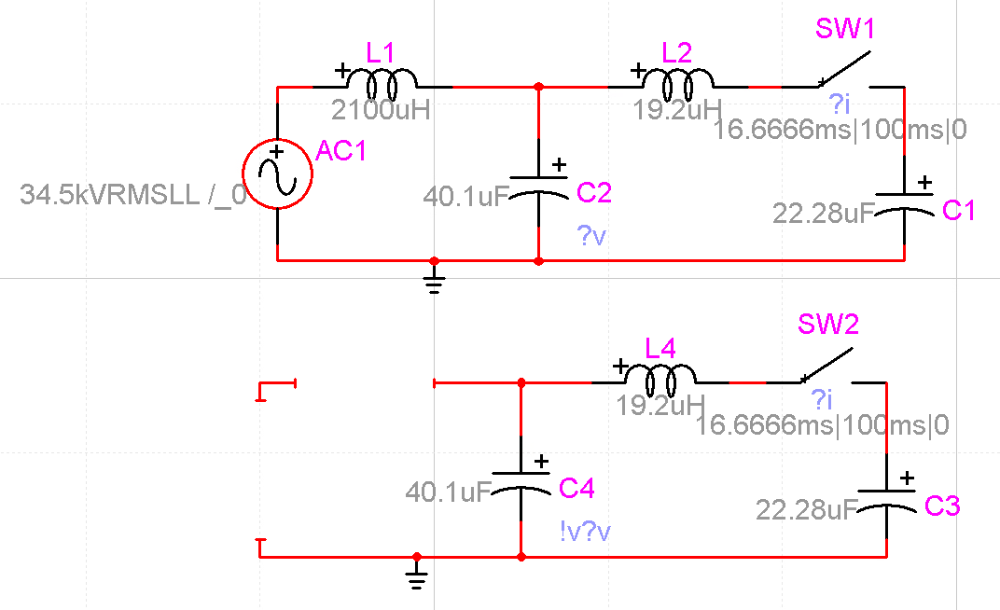 SW1
L1
L2
2100uH
19.2uH
?i
16.6666ms|100ms|0
AC1
34.5kVRMSLL /_0
40.1uF
C2
22.28uF
C1
?v
SW2
L4
19.2uH
?i
16.6666ms|100ms|0
40.1uF
C4
22.28uF
C3
!v?v